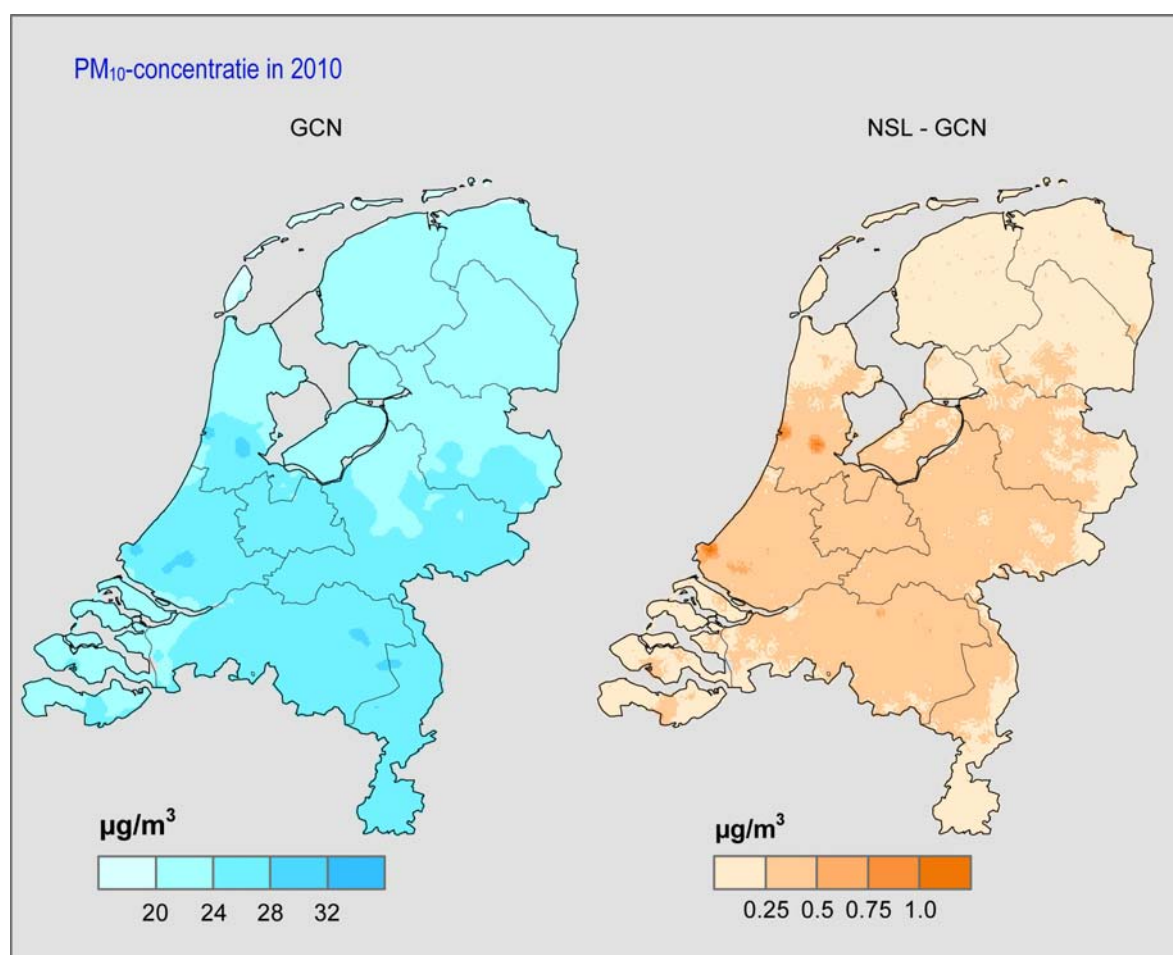 PM₁₀-concentratie in 2010
GCN
NSL - GCN
µg/m³
20 24 28 32
µg/m³
0.25 0.5 0.75 1.0